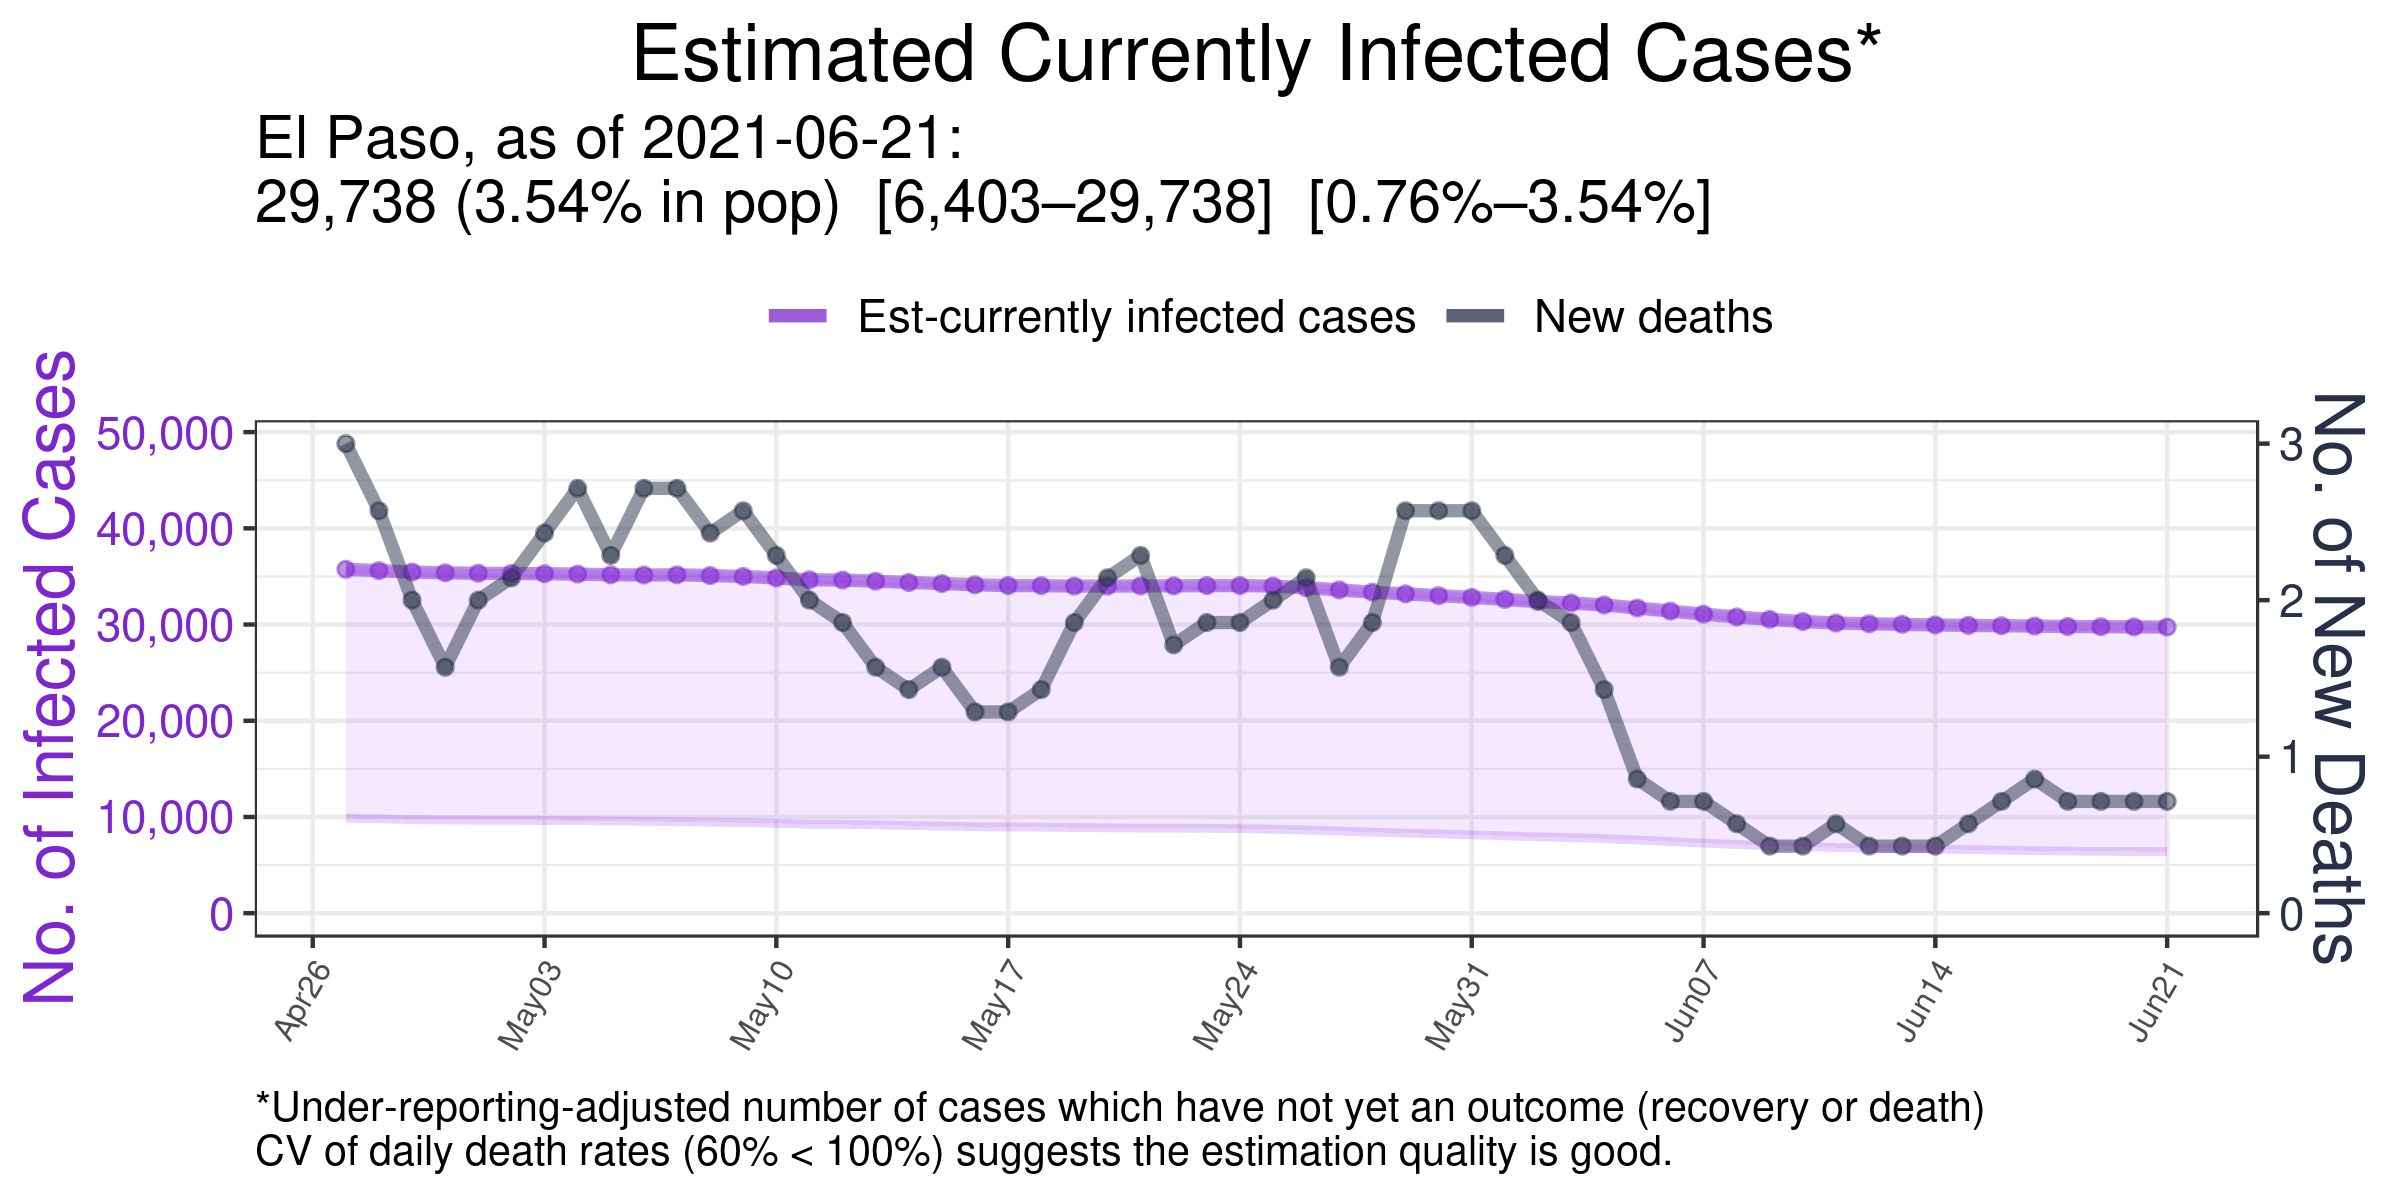 Estimated Currently Infected Cases*
El Paso, as of 2021-06-21:
29,738 (3.54% in pop)  [6,403–29,738]  [0.76%–3.54%]
Est-currently infected cases
New deaths
No. of Infected Cases
50,000
40,000
30,000
20,000
10,000
0
3
2
1
0
No. of New Deaths
Apr26
May03
May10
May17
May24
May31
Jun07
Jun14
Jun21
*Under-reporting-adjusted number of cases which have not yet an outcome (recovery or death)
CV of daily death rates (60% < 100%) suggests the estimation quality is good.